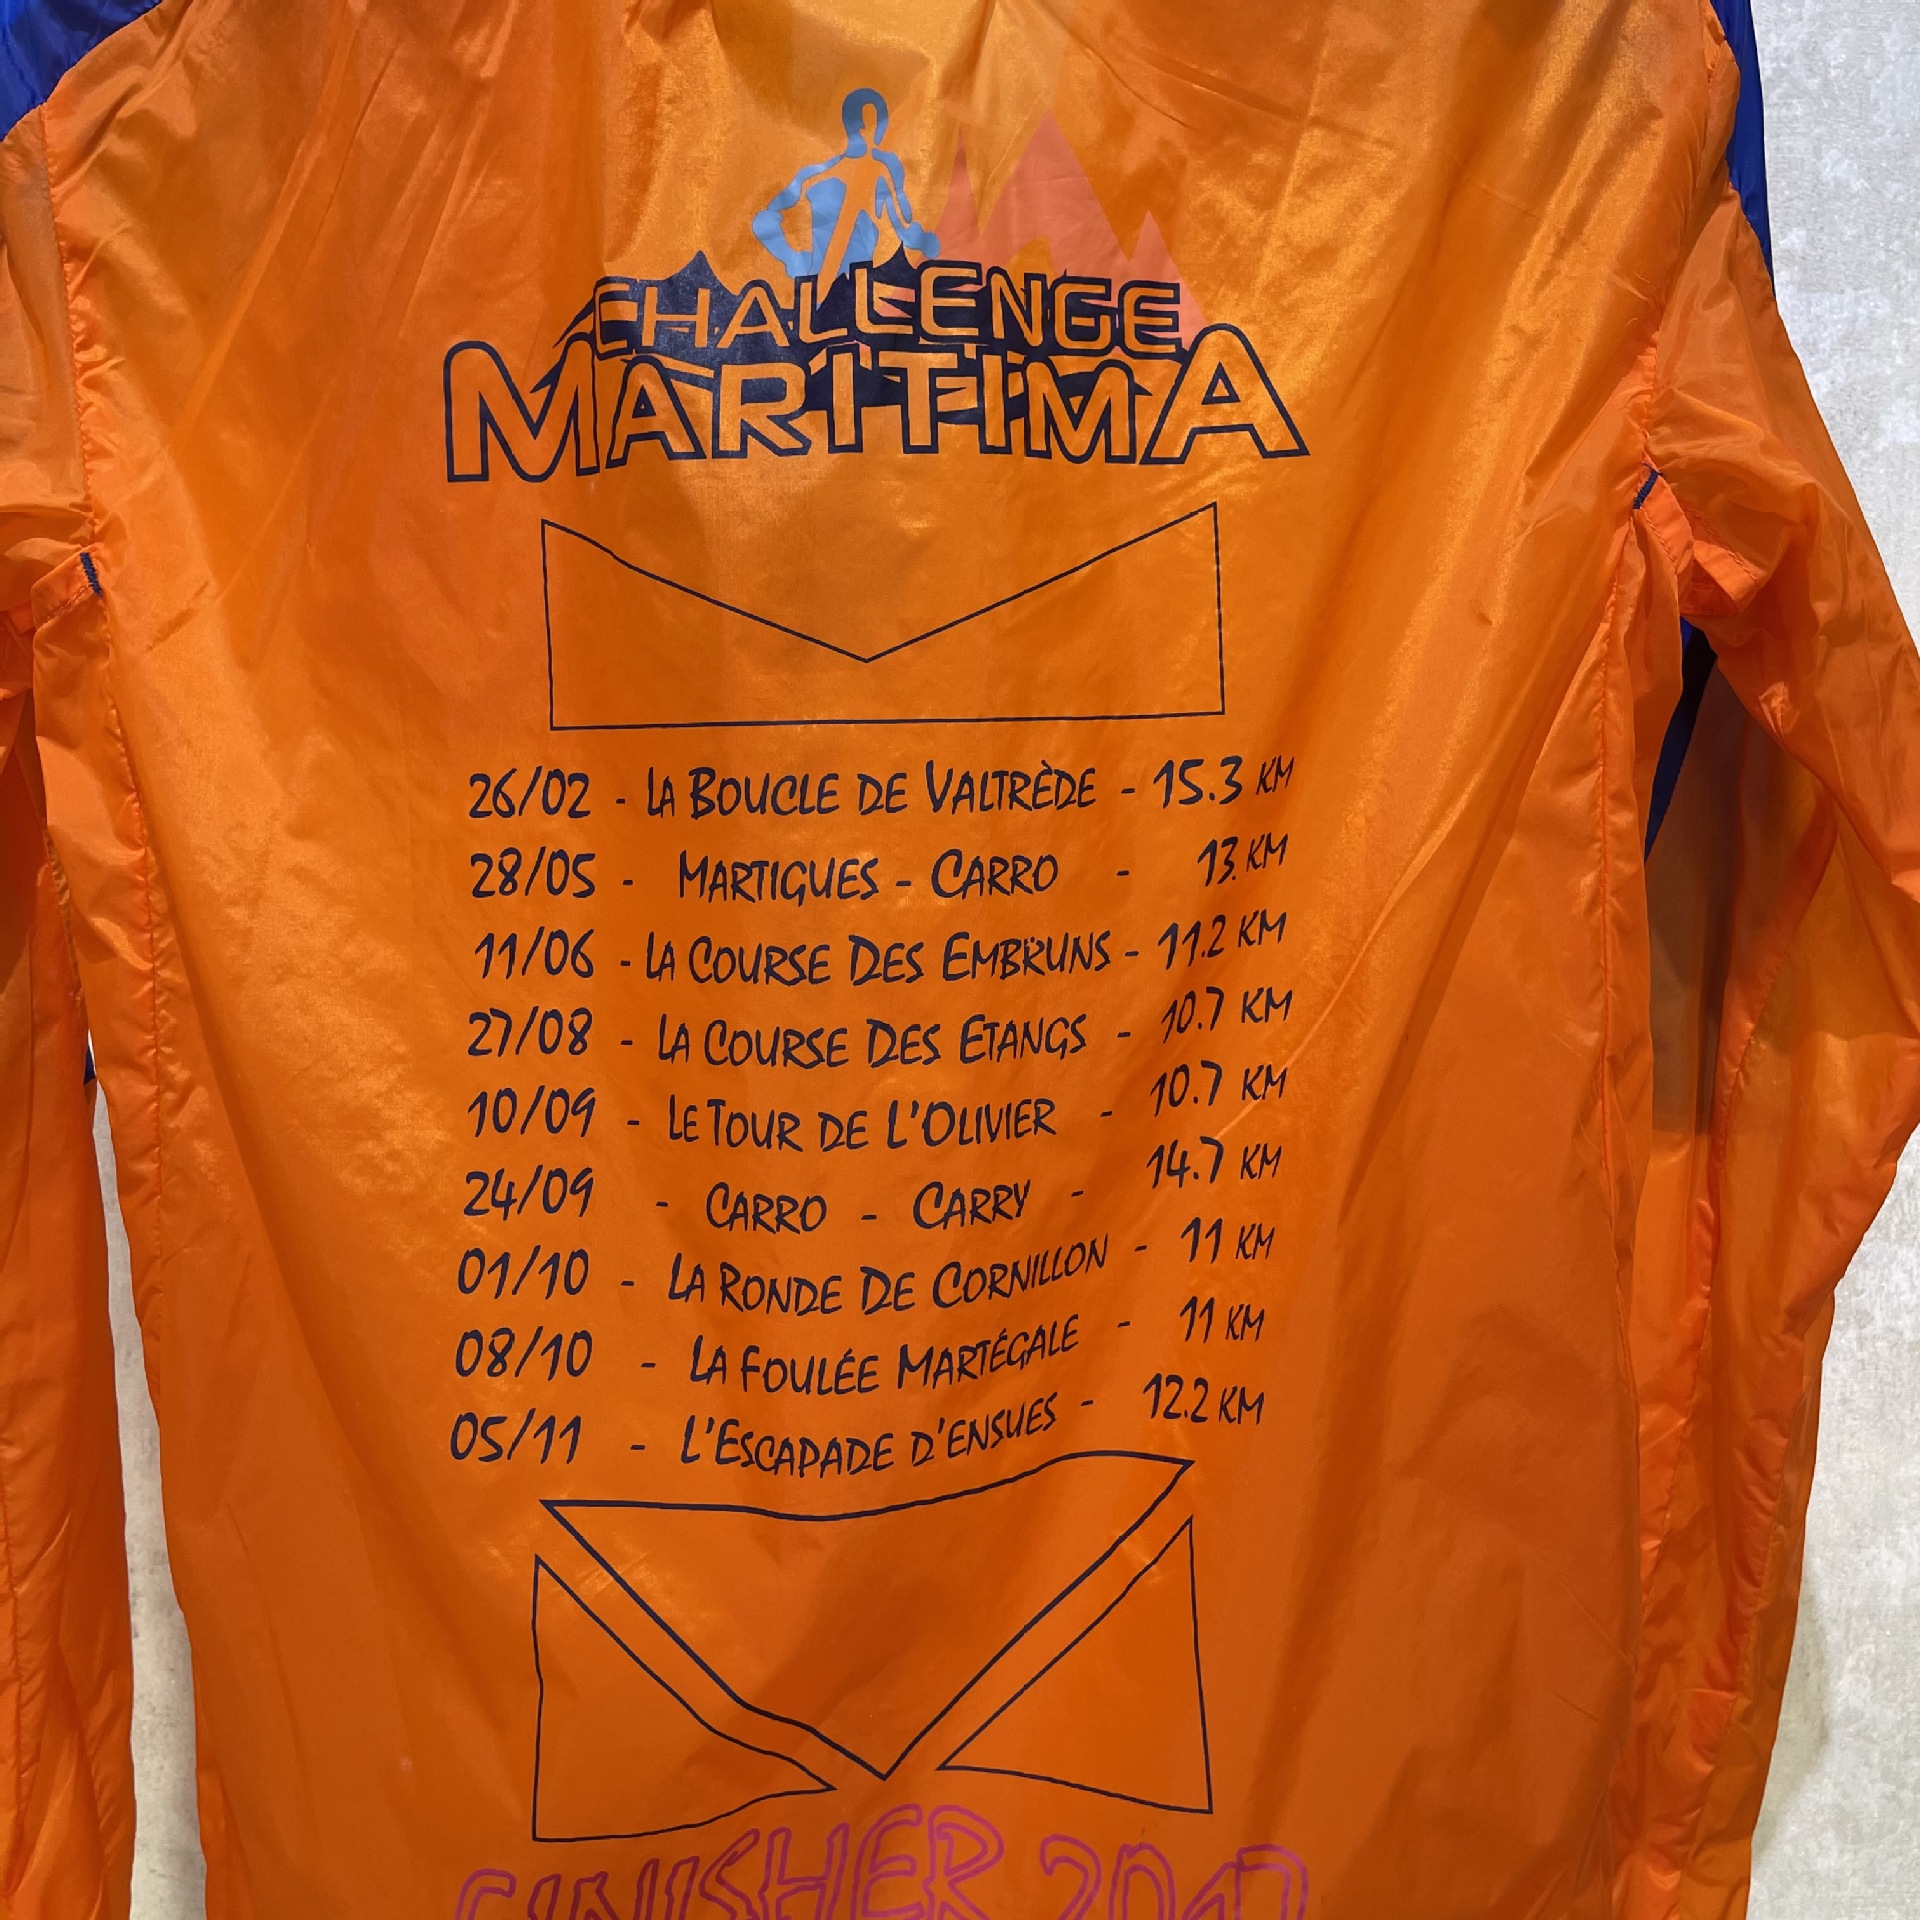 CHALLENGE
MARITIMA
26/02 - LA BOUCLE DE VALTRÈDE - 15.3 KM
28/05 - MARTIGUES - CARRO - 13. KM
11/06 - LA COURSE DES EMBRUNS - 11.2 KM
27/08 - LA COURSE DES ETANGS - 10.7 KM
10/09 - LE TOUR DE L'OLIVIER - 10.7 KM
24/09 - CARRO - CARRY - 14.7 KM
01/10 - LA RONDE DE CORNILLON - 11 KM
08/10 - LA FOULÉE MARTÉGALE - 11 KM
05/11 - L'ESCAPADE D'ENSUES - 12.2 KM
FINISHER 2017